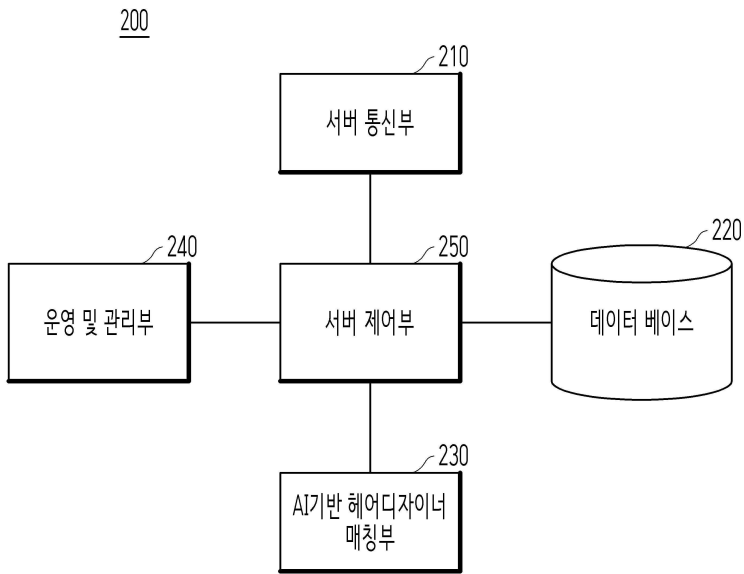 200
210
서버 통신부
240
운영 및 관리부
250
서버 제어부
220
데이터 베이스
230
AI기반 헤어디자이너
매칭부